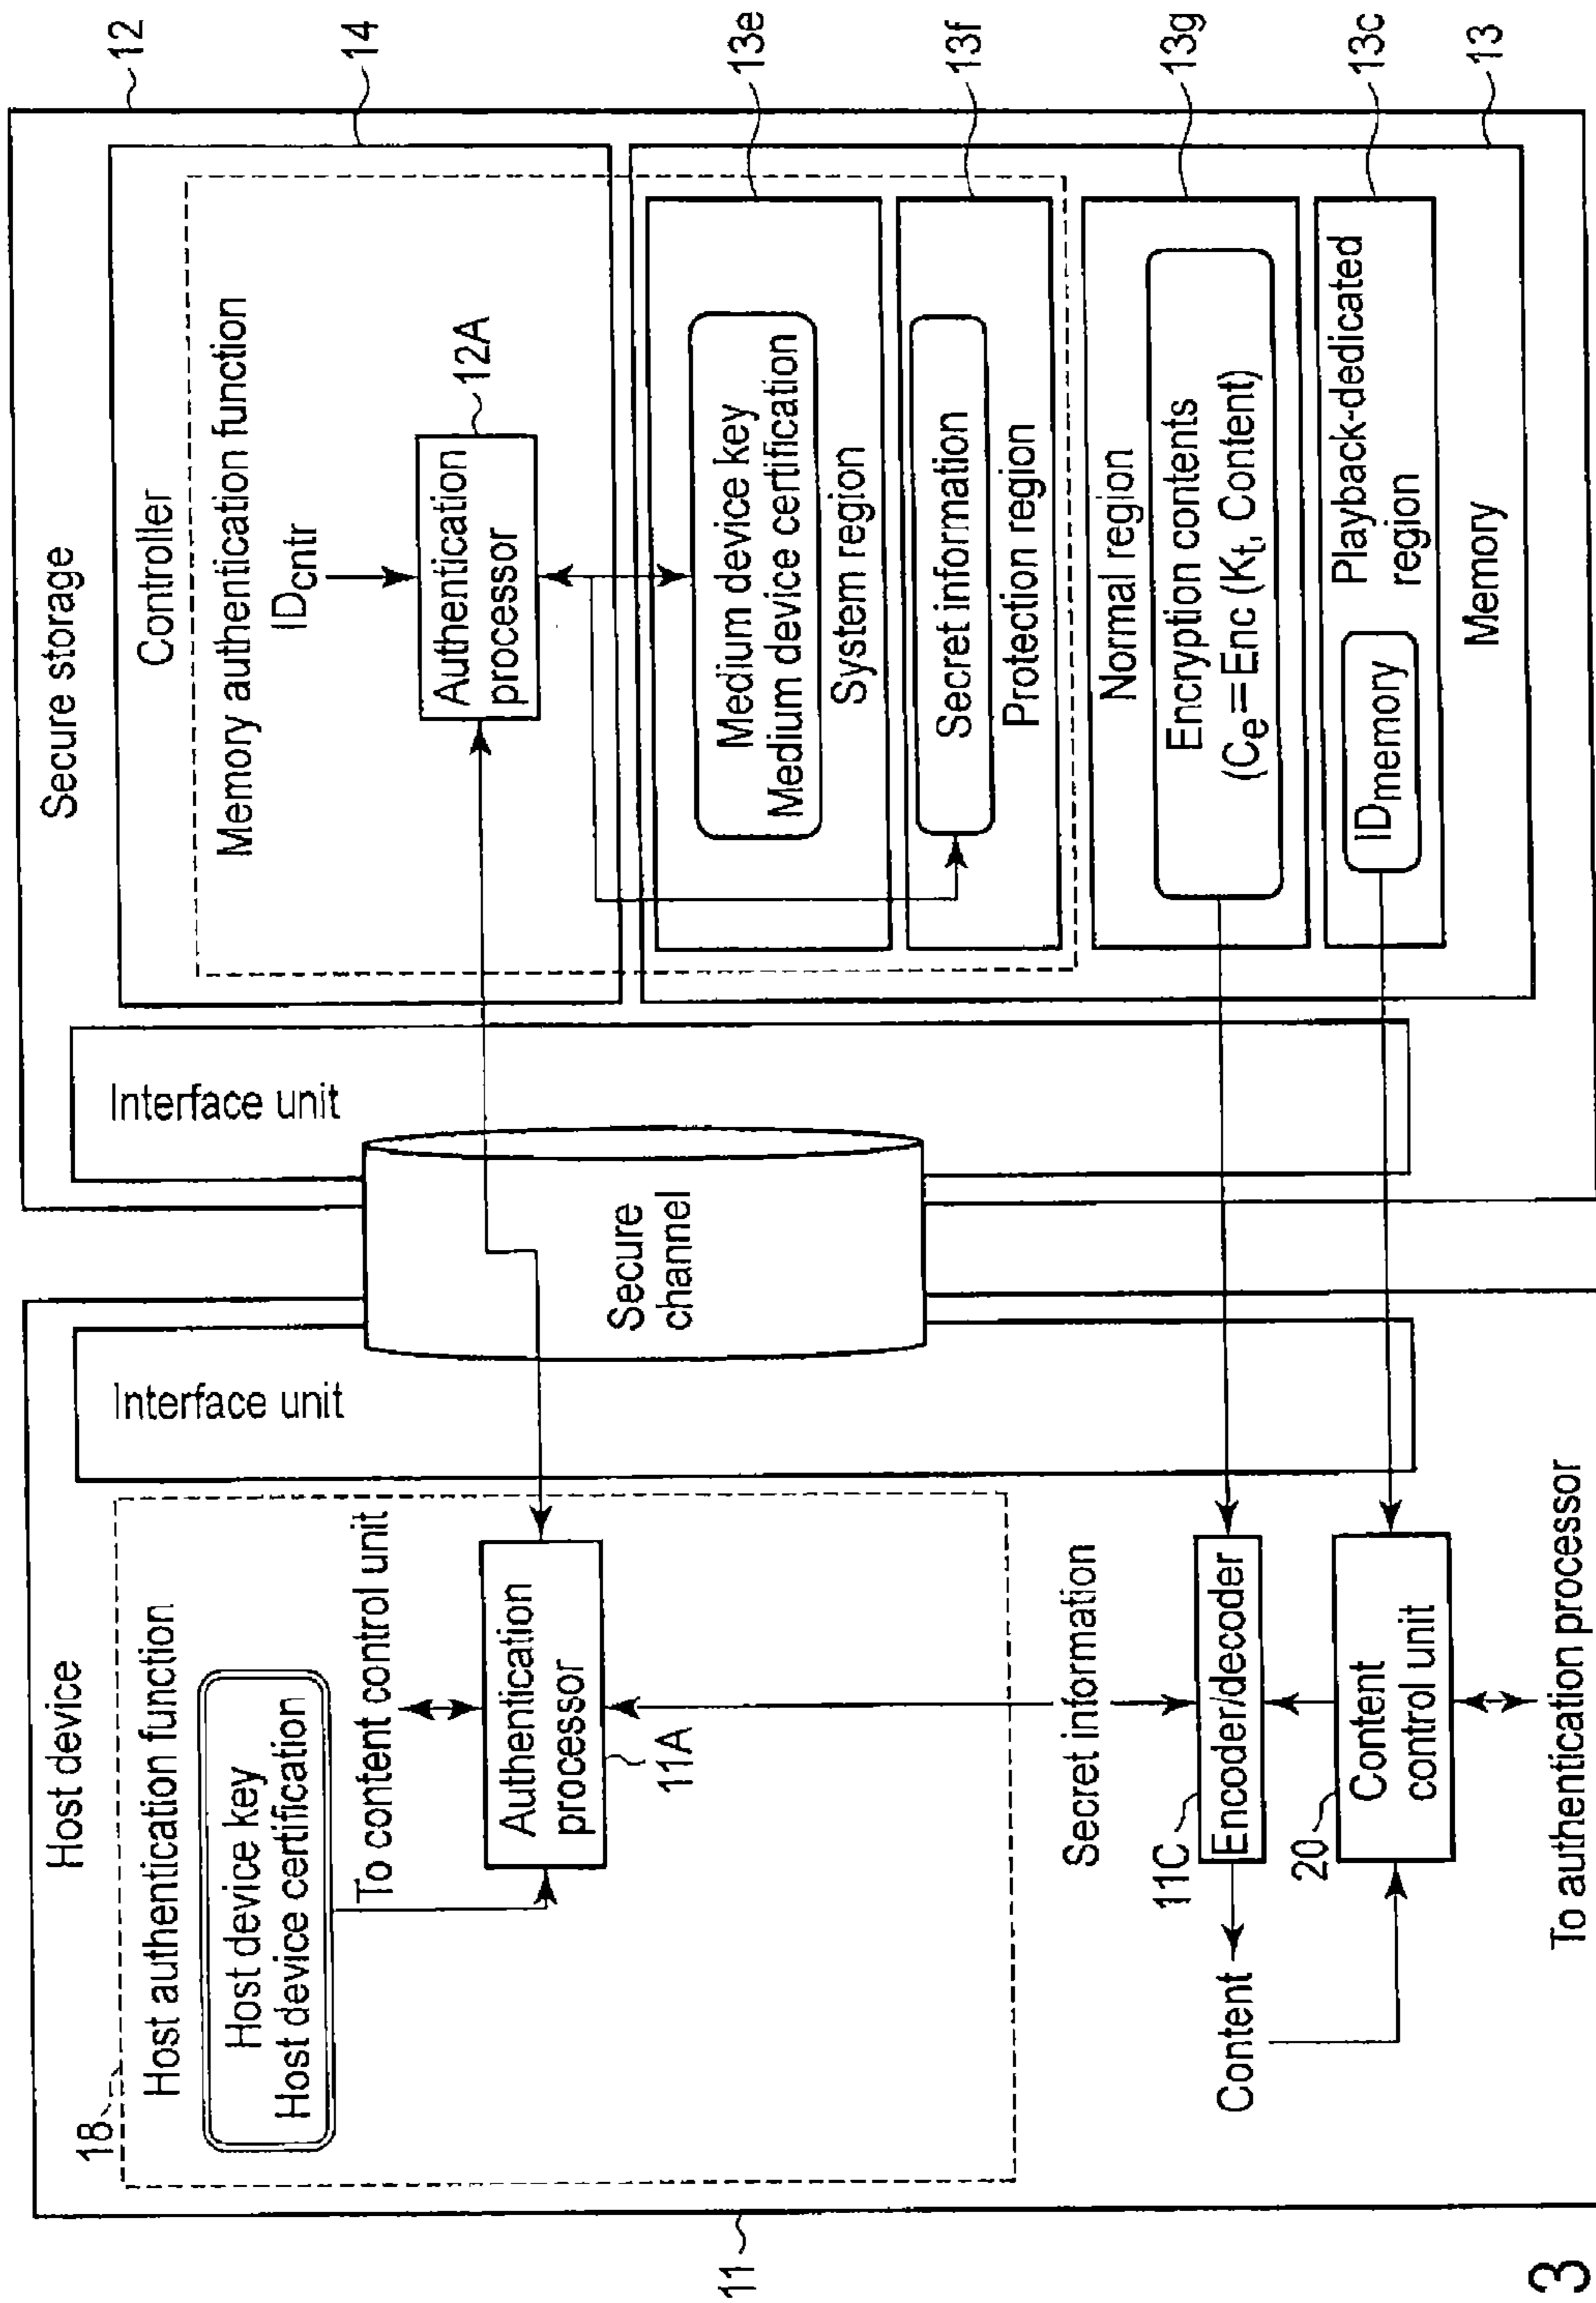 11
Host device
18
Host authentication function
Host device key
Host device certification
To content control unit
Authentication
processor
11A
Secret information
11C
Encoder/decoder
Content
20
Content
control unit
To authentication processor
Interface unit
Secure
channel
Interface unit
Secure storage
12
Controller
14
Memory authentication function
IDcntr
Authentication
processor
12A
Medium device key
Medium device certification
System region
13e
Secret information
Protection region
13f
Normal region
Encryption contents
(Ce=Enc (Kt, Content)
13g
Playback-dedicated
region
IDmemory
13c
Memory
13
3